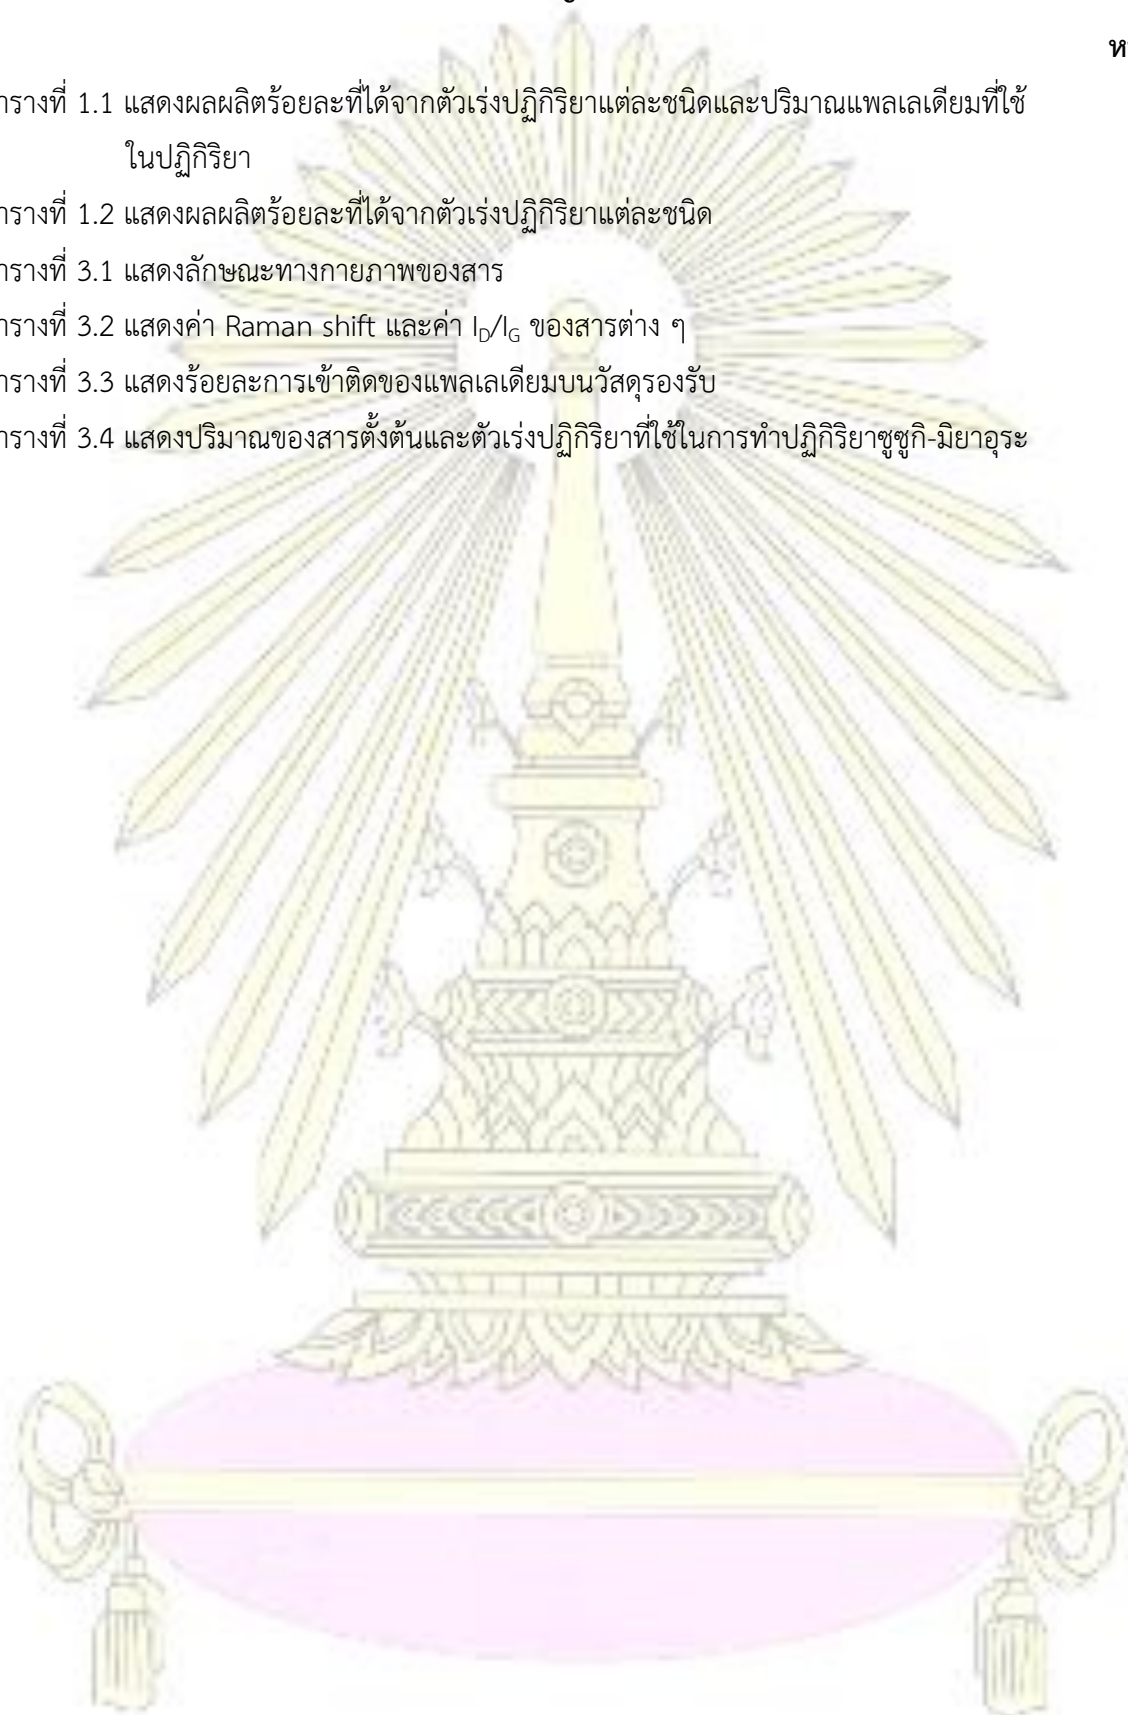 ห
ารางที่ 1.1 แสดงผลผลิตร้อยละที่ได้จากตัวเร่งปฏิกิริยาแต่ละชนิดและปริมาณแพลเลเดียมที่ใช้
ในปฏิกิริยา
ารางที่ 1.2 แสดงผลผลิตร้อยละที่ได้จากตัวเร่งปฏิกิริยาแต่ละชนิด
ารางที่ 3.1 แสดงลักษณะทางกายภาพของสาร
ารางที่ 3.2 แสดงค่า Raman shift และค่า I_D/I_G ของสารต่าง ๆ
ารางที่ 3.3 แสดงร้อยละการเข้าติดของแพลเลเดียมบนวัสดุรองรับ
ารางที่ 3.4 แสดงปริมาณของสารตั้งต้นและตัวเร่งปฏิกิริยาที่ใช้ในการทำปฏิกิริยาซูซูกิ-มิยาอุระ